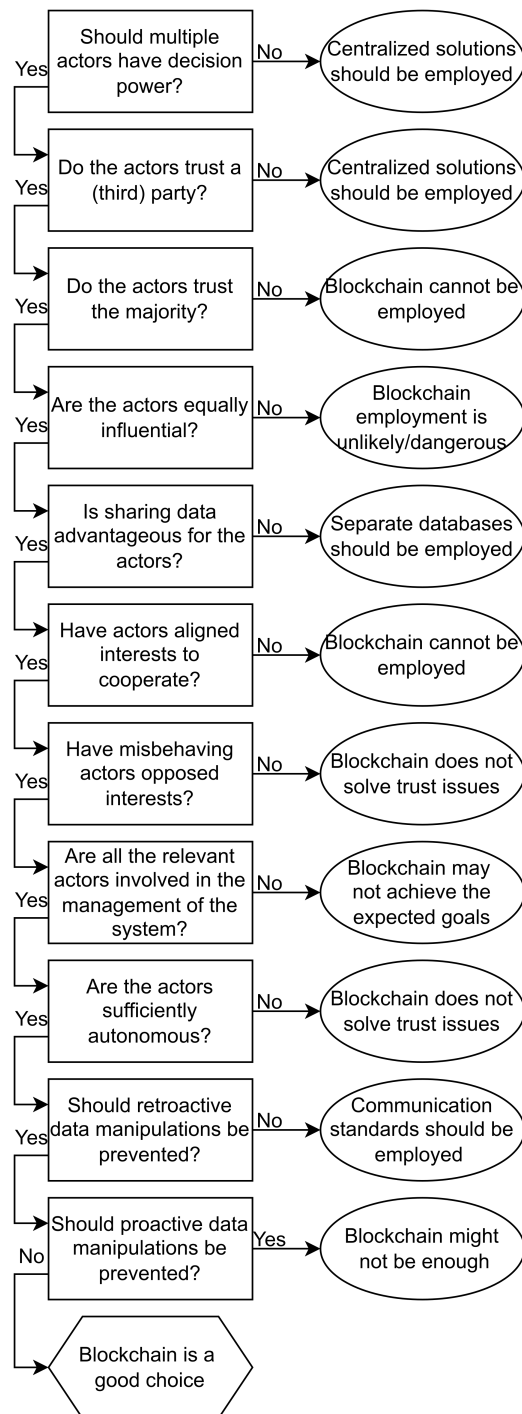 Should multiple
actors have decision
power?
No
Centralized solutions
should be employed
Yes
Do the actors trust a
(third) party?
No
Centralized solutions
should be employed
Yes
Do the actors trust
the majority?
No
Blockchain cannot be
employed
Yes
Are the actors equally
influential?
No
Blockchain
employment is
unlikely/dangerous
Yes
Is sharing data
advantageous for the
actors?
No
Separate databases
should be employed
Yes
Have actors aligned
interests to
cooperate?
No
Blockchain cannot be
employed
Yes
Have misbehaving
actors opposed
interests?
No
Blockchain does not
solve trust issues
Yes
Are all the relevant
actors involved in the
management of the
system?
No
Blockchain may
not achieve the
expected goals
Yes
Are the actors
sufficiently
autonomous?
No
Blockchain does not
solve trust issues
Yes
Should retroactive
data manipulations be
prevented?
No
Communication
standards should be
employed
Yes
Should proactive data
manipulations be
prevented?
Yes
Blockchain might
not be enough
No
Blockchain is a
good choice